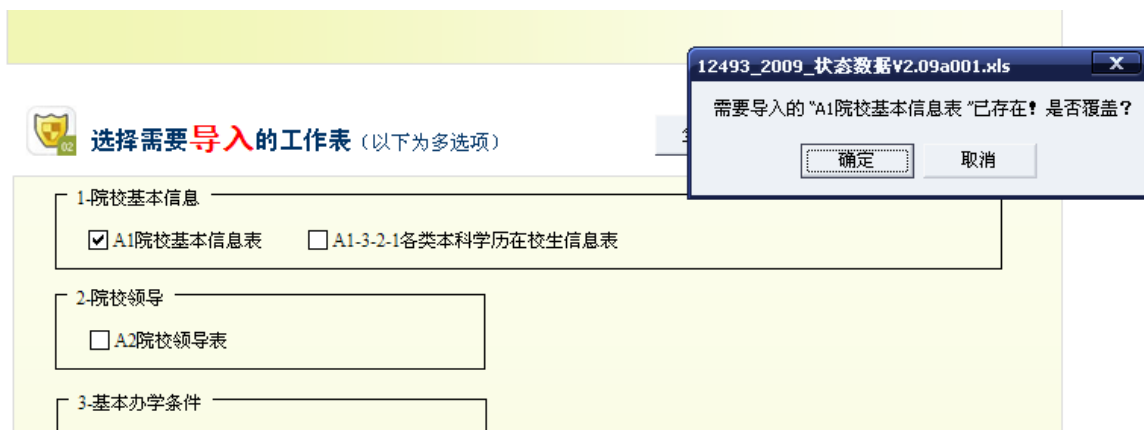 12493_2009_状态数据V2.09a001.xls
X
需要导入的 "A1院校基本信息表 "已存在! 是否覆盖?
确定 取消
02
选择需要导入的工作表(以下为多选项)
1-院校基本信息
A1院校基本信息表 A1-3-2-1各类本科学历在校生信息表
2-院校领导
A2院校领导表
3-基本办学条件